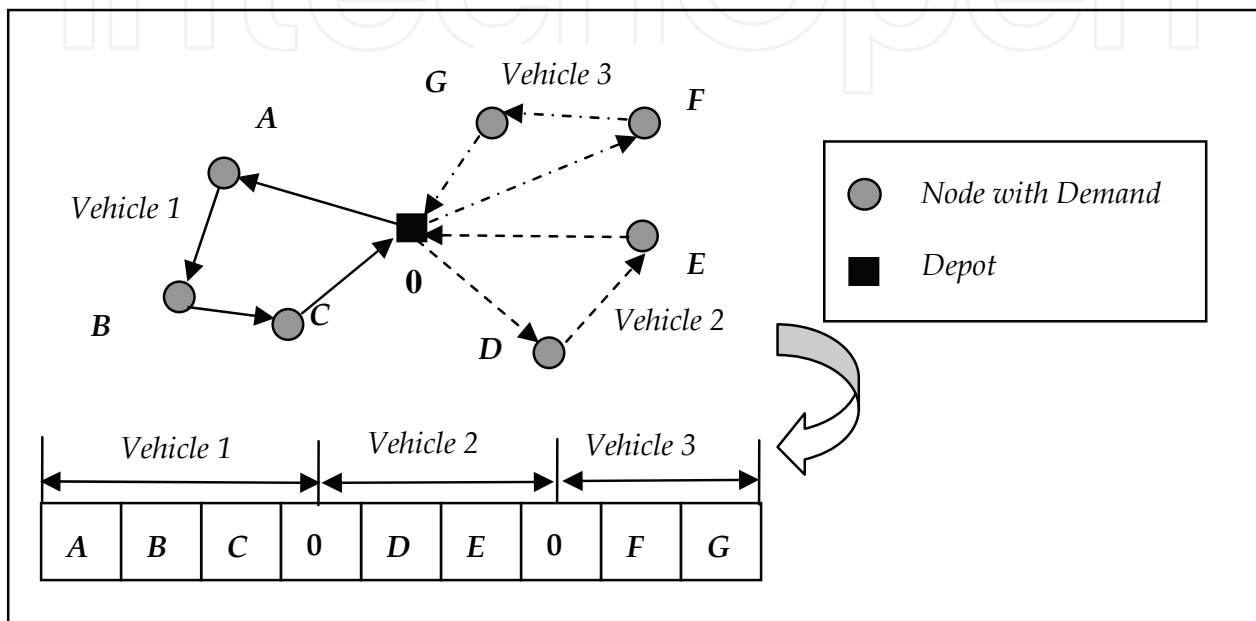 intechopen
Vehicle 3
G
F
A
Vehicle 1
Node with Demand
Depot
0
E
C
B
Vehicle 2
D
Vehicle 1
Vehicle 2
Vehicle 3
A B C 0 D E 0 F G